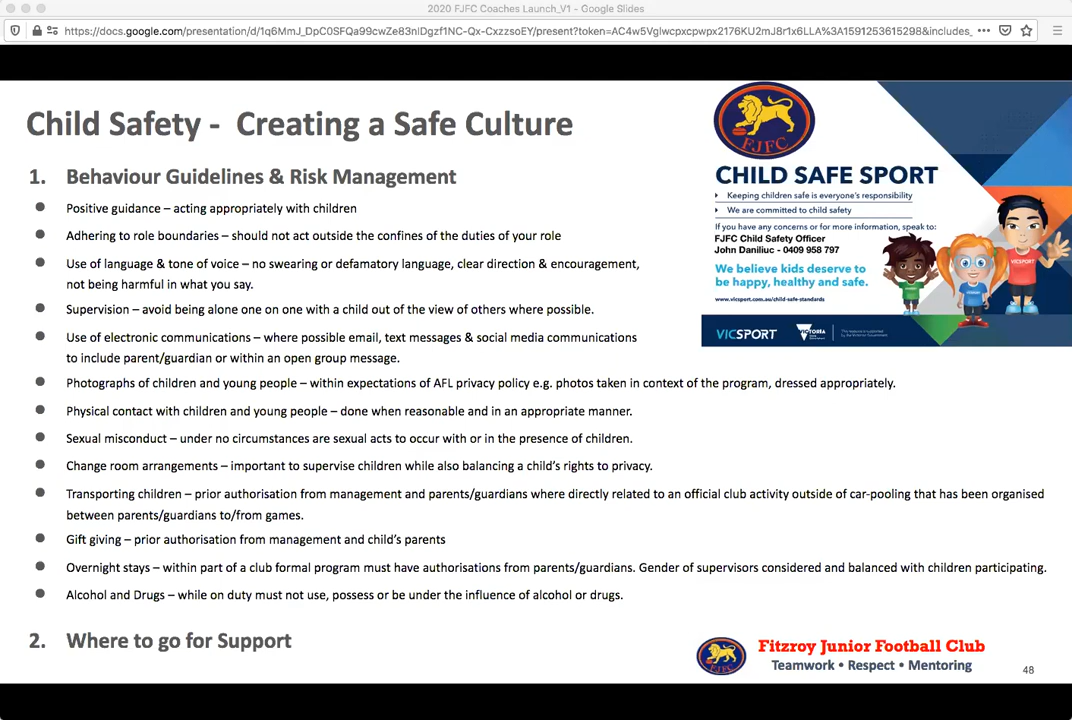 2020 FJFC Coaches Launch_V1 - Google Slides
https://docs.google.com/presentation/d/1q6MmJ_DpC0SFQa99cwZe83nlDgzf1NC-Qx-CxzzsoEY/present?token=AC4w5Vglwcpxcpwpx2176KU2mJ8r1x6LLA%3A1591253615298&includes_
Child Safety - Creating a Safe Culture
1. Behaviour Guidelines & Risk Management
● Positive guidance – acting appropriately with children
● Adhering to role boundaries – should not act outside the confines of the duties of your role
● Use of language & tone of voice – no swearing or defamatory language, clear direction & encouragement,
not being harmful in what you say.
● Supervision – avoid being alone one on one with a child out of the view of others where possible.
● Use of electronic communications – where possible email, text messages & social media communications
to include parent/guardian or within an open group message.
● Photographs of children and young people – within expectations of AFL privacy policy e.g. photos taken in context of the program, dressed appropriately.
● Physical contact with children and young people – done when reasonable and in an appropriate manner.
● Sexual misconduct – under no circumstances are sexual acts to occur with or in the presence of children.
● Change room arrangements – important to supervise children while also balancing a child's rights to privacy.
● Transporting children – prior authorisation from management and parents/guardians where directly related to an official club activity outside of car-pooling that has been organised
between parents/guardians to/from games.
● Gift giving – prior authorisation from management and child's parents
● Overnight stays – within part of a club formal program must have authorisations from parents/guardians. Gender of supervisors considered and balanced with children participating.
● Alcohol and Drugs – while on duty must not use, possess or be under the influence of alcohol or drugs.
2. Where to go for Support
FJFC
CHILD SAFE SPORT
Keeping children safe is everyone's responsibility
We are committed to child safety
If you have any concerns or for more information, speak to:
FJFC Child Safety Officer
John Daniliuc - 0409 958 797
We believe kids deserve to
be happy, healthy and safe.
www.vicsport.com.au/child-safe-standards
VICSPORT
VICSPORT
VICSPORT
VICTORIA
Fitzroy Junior Football Club
Teamwork • Respect • Mentoring
48